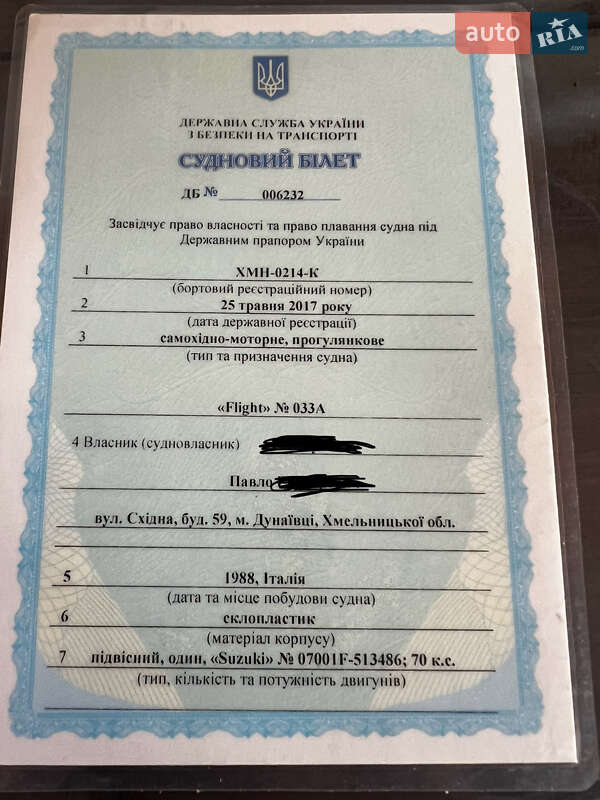 auto RIA.com
ДЕРЖАВНА СЛУЖБА УКРАЇНИ
З БЕЗПЕКИ НА ТРАНСПОРТІ
СУДНОВИЙ БІЛЕТ
ДБ № 006232
Засвідчує право власності та право плавання судна під
Державним прапором України
1 ХМН-0214-К
(бортовий реєстраційний номер)
2 25 травня 2017 року
(дата державної реєстрації)
3 самохідно-моторне, прогулянкове
(тип та призначення судна)
«Flight» № 033А
4 Власник (судновласник)
Павло
вул. Східна, буд. 59, м. Дунаївці, Хмельницької обл.
5 1988, Італія
(дата та місце побудови судна)
6 склопластик
(матеріал корпусу)
7 підвісний, один, «Suzuki» № 07001F-513486; 70 к.с.
(тип, кількість та потужність двигунів)